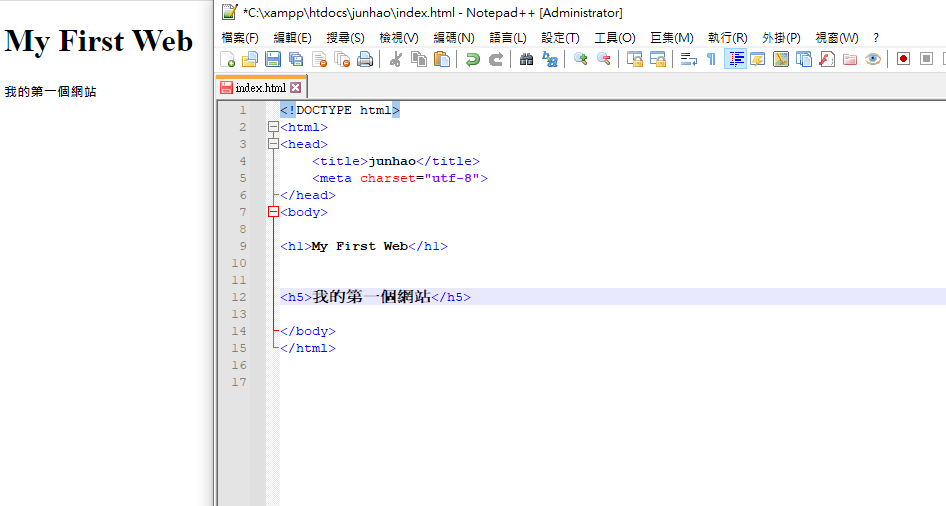 My First Web
我的第一個網站
*C:\xampp\htdocs\junhao\index.html - Notepad++ [Administrator]
檔案(F) 編輯(E) 搜尋(S) 檢視(V) 編碼(N) 語言(L) 設定(T) 工具(O) 巨集(M) 執行(R) 外掛(P) 視窗(W) ?
index.html
1 <!DOCTYPE html>
2 <html>
3 <head>
4 <title>junhao</title>
5 <meta charset="utf-8">
6 </head>
7 <body>
8
9 <h1>My First Web</h1>
10
11
12 <h5>我的第一個網站</h5>
13
14 </body>
15 </html>
16
17